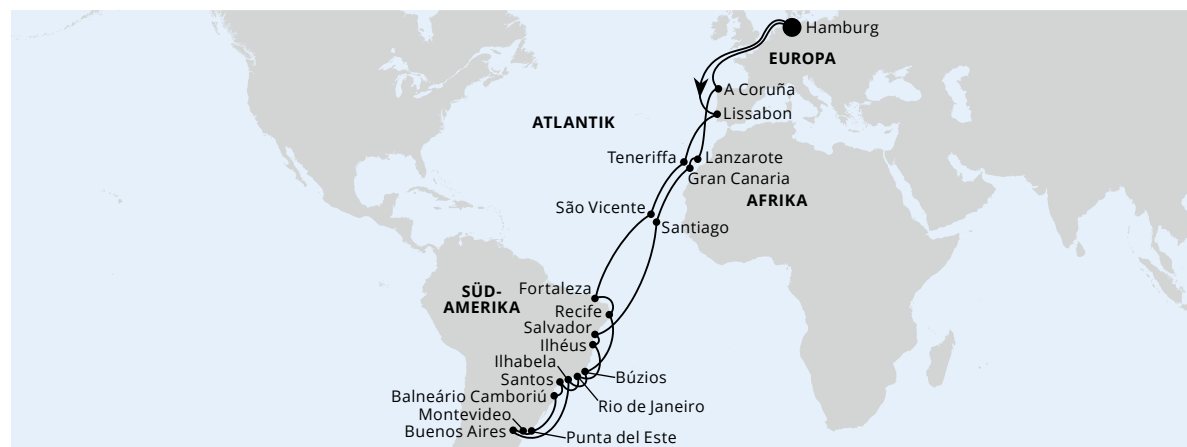 Hamburg
EUROPA
A Coruña
Lissabon
ATLANTIK
Teneriffa
Lanzarote
Gran Canaria
AFRIKA
São Vicente
Santiago
SÜD-
AMERIKA
Fortaleza
Recife
Salvador
Ilhéus
Ilhabela
Santos
Búzios
Balneário Camboriú
Rio de Janeiro
Montevideo
Buenos Aires
Punta del Este